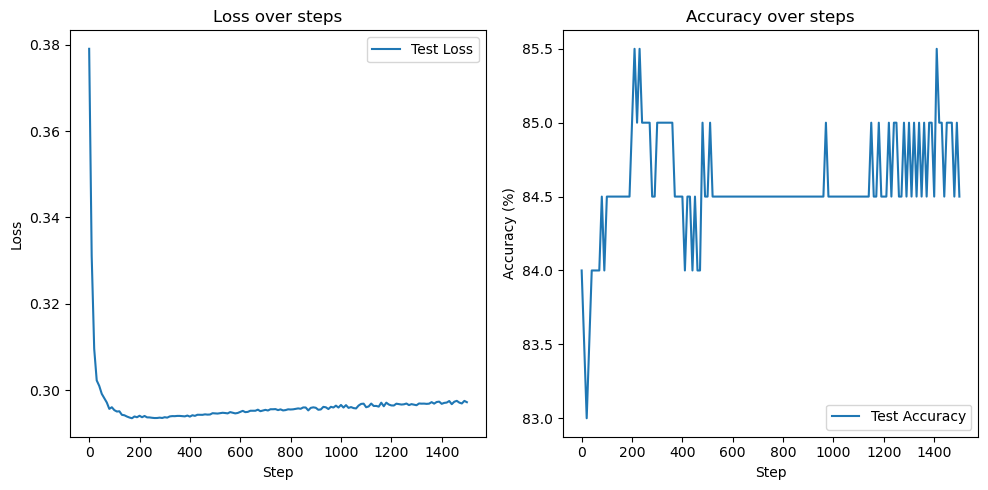 Loss over steps
0.38
0.36
0.34
0.32
0.30
Loss
0 200 400 600 800 1000 1200 1400
Step
Test Loss
Accuracy over steps
85.5
85.0
84.5
84.0
83.5
83.0
Accuracy (%)
0 200 400 600 800 1000 1200 1400
Step
Test Accuracy